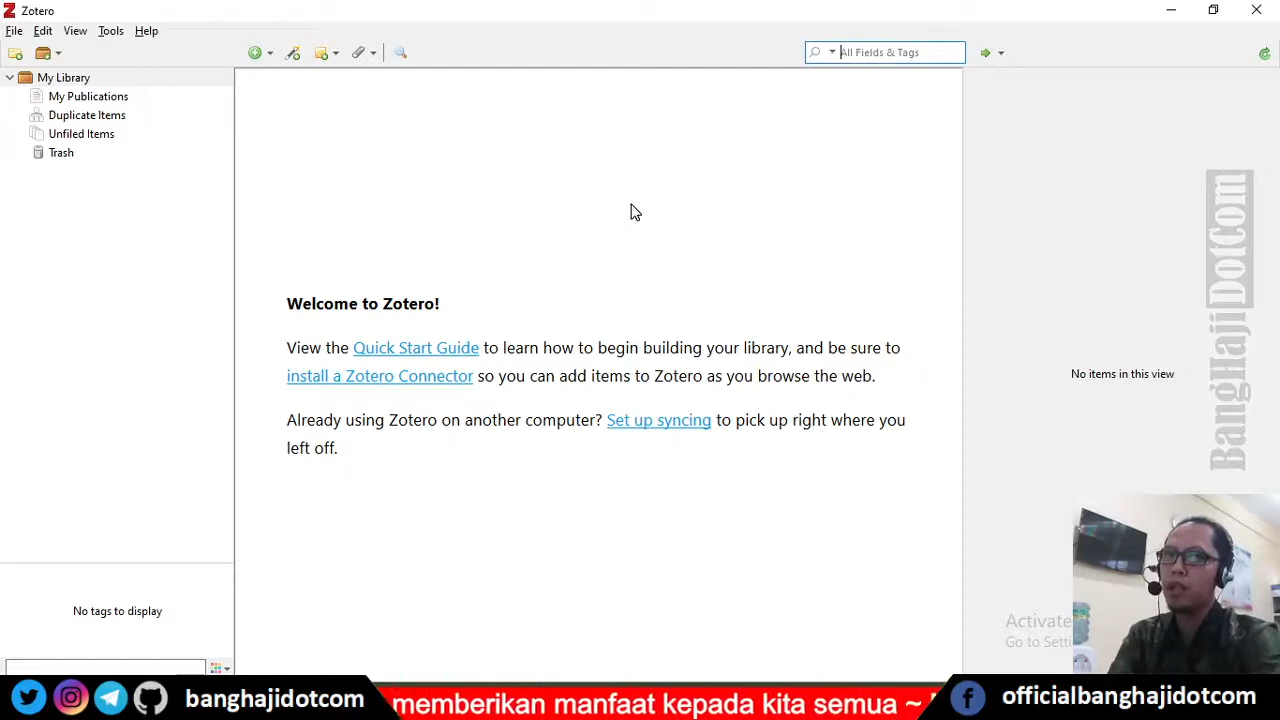 Zotero
File Edit View Tools Help
All Fields & Tags
My Library
My Publications
Duplicate Items
Unfiled Items
Trash
Welcome to Zotero!
View the Quick Start Guide to learn how to begin building your library, and be sure to
install a Zotero Connector so you can add items to Zotero as you browse the web.
Already using Zotero on another computer? Set up syncing to pick up right where you
left off.
No items in this view
BangHajiDotCom
No tags to display
Activate
Go to Setti
banghajidotcom
memberikan manfaat kepada kita semua ~
officialbanghajidotcom